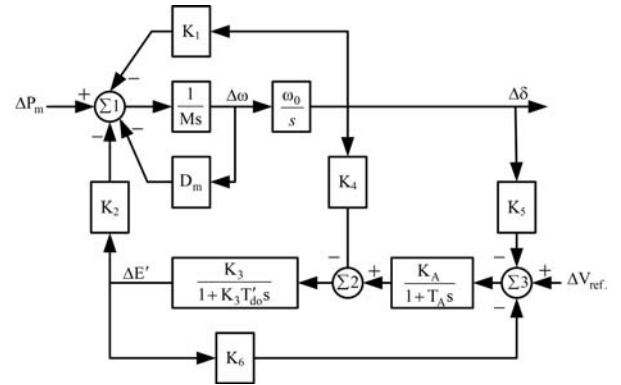 K₁
ΔPₘ + Σ1 1/Ms Δω ω₀/s Δδ
− − −
Dₘ
K₂
K₄
K₅
− −
ΔE′ K₃/(1+K₃T′dₒs) Σ2 + K_A/(1+T_A s) Σ3 + ΔV_ref.
−
K₆